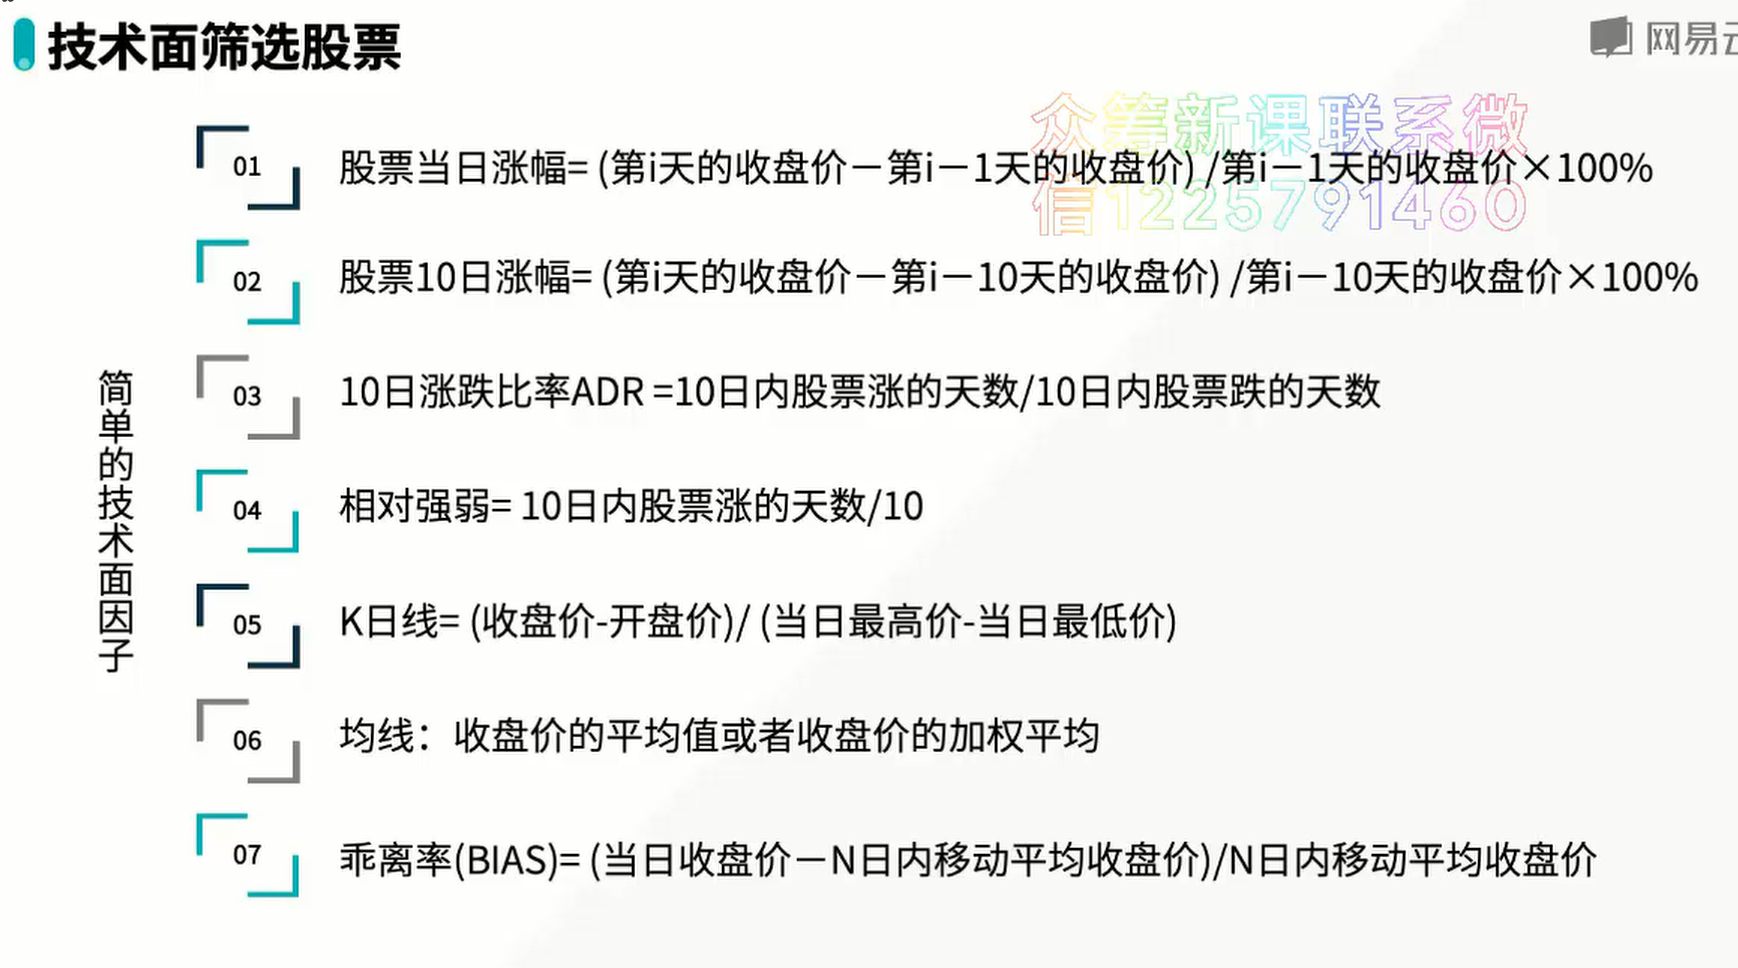 技术面筛选股票
网易云
众筹新课联系微
信1225791460
简单的技术面因子
01
股票当日涨幅= (第i天的收盘价－第i－1天的收盘价) /第i－1天的收盘价×100%
02
股票10日涨幅= (第i天的收盘价－第i－10天的收盘价) /第i－10天的收盘价×100%
03
10日涨跌比率ADR =10日内股票涨的天数/10日内股票跌的天数
04
相对强弱= 10日内股票涨的天数/10
05
K日线= (收盘价-开盘价)/ (当日最高价-当日最低价)
06
均线：收盘价的平均值或者收盘价的加权平均
07
乖离率(BIAS)= (当日收盘价－N日内移动平均收盘价)/N日内移动平均收盘价